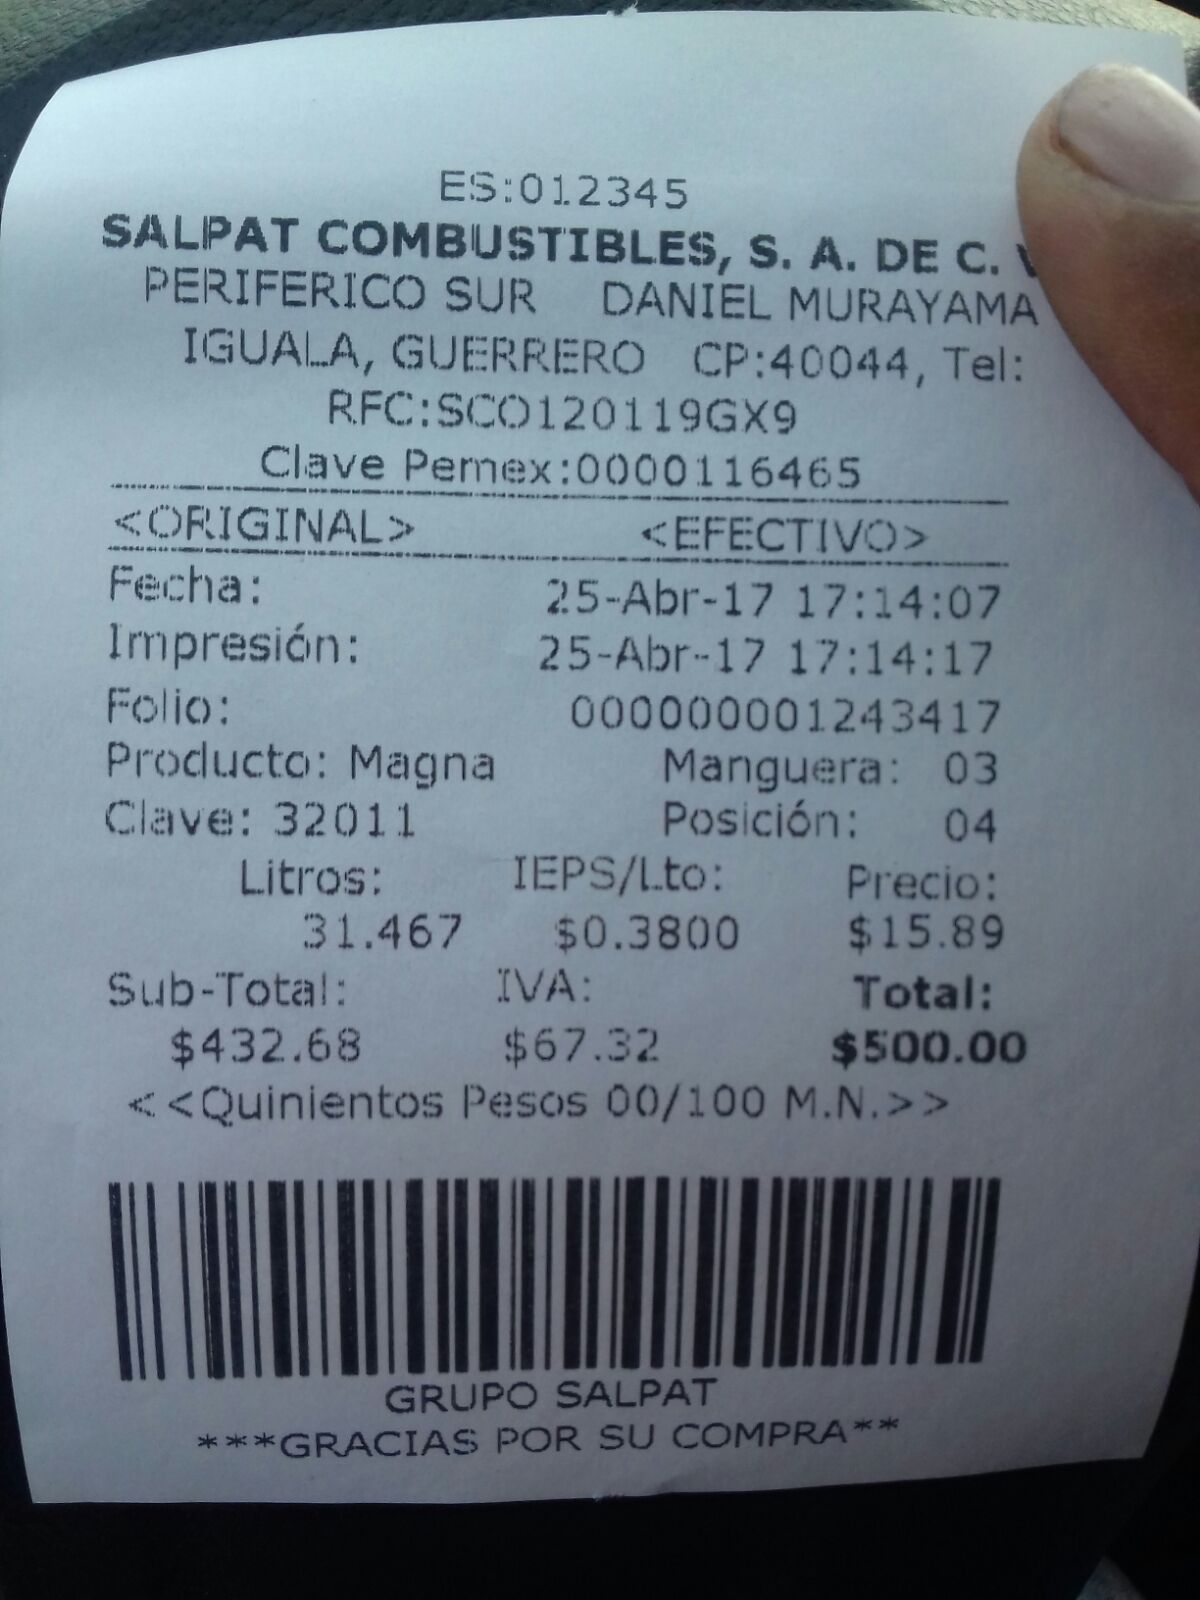 ES:012345
SALPAT COMBUSTIBLES, S. A. DE C.
PERIFERICO SUR DANIEL MURAYAMA
IGUALA, GUERRERO CP:40044, Tel:
RFC:SCO120119GX9
Clave Pemex:0000116465
<ORIGINAL> <EFECTIVO>
Fecha: 25-Abr-17 17:14:07
Impresión: 25-Abr-17 17:14:17
Folio: 000000001243417
Producto: Magna Manguera: 03
Clave: 32011 Posición: 04
Litros: IEPS/Lto: Precio:
31.467 $0.3800 $15.89
Sub-Total: IVA: Total:
$432.68 $67.32 $500.00
<<Quinientos Pesos 00/100 M.N.>>
GRUPO SALPAT
***GRACIAS POR SU COMPRA**